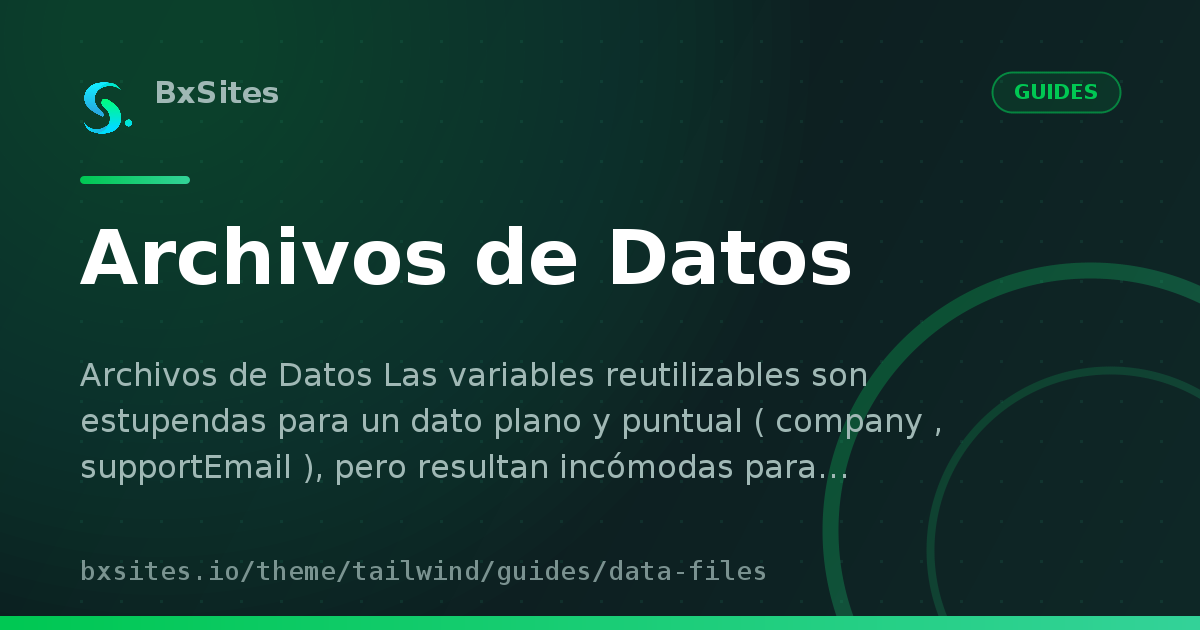 BxSites
GUIDES
Archivos de Datos
Archivos de Datos Las variables reutilizables son
estupendas para un dato plano y puntual ( company ,
supportEmail ), pero resultan incómodas para...
bxsites.io/theme/tailwind/guides/data-files